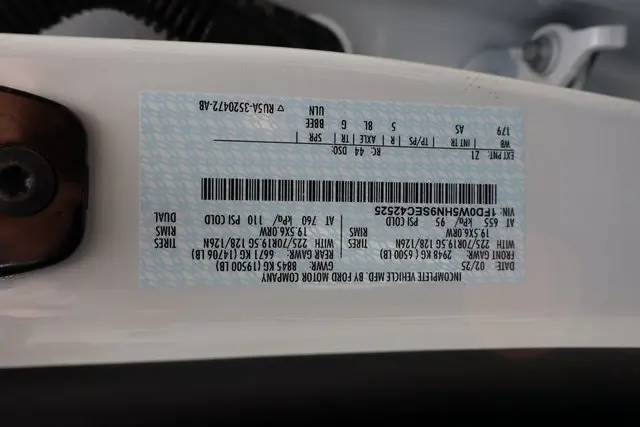 INCOMPLETE VEHICLE MFD. BY FORD MOTOR COMPANY
DATE: 02/25 GVWR: 8845 KG (19500 LB)
FRONT GAWR: 2948 KG (6500 LB) REAR GAWR: 6671 KG (14706 LB)
WITH 225/70R19.5G 128/126N TIRES WITH 225/70R19.5G 128/126N TIRES
19.5X6.0RW RIMS 19.5X6.0RW RIMS
AT 655 kPa/ 95 PSI COLD AT 760 kPa/ 110 PSI COLD DUAL
VIN: 1FD0W5HN9SEC42525
EXT PNT: Z1 RC: 44 DSO:
WB INT TR TP/PS R AXLE TR SPR
179 AS 5 8L G BBEE
ULN
▽ RU5A-3520472-AB